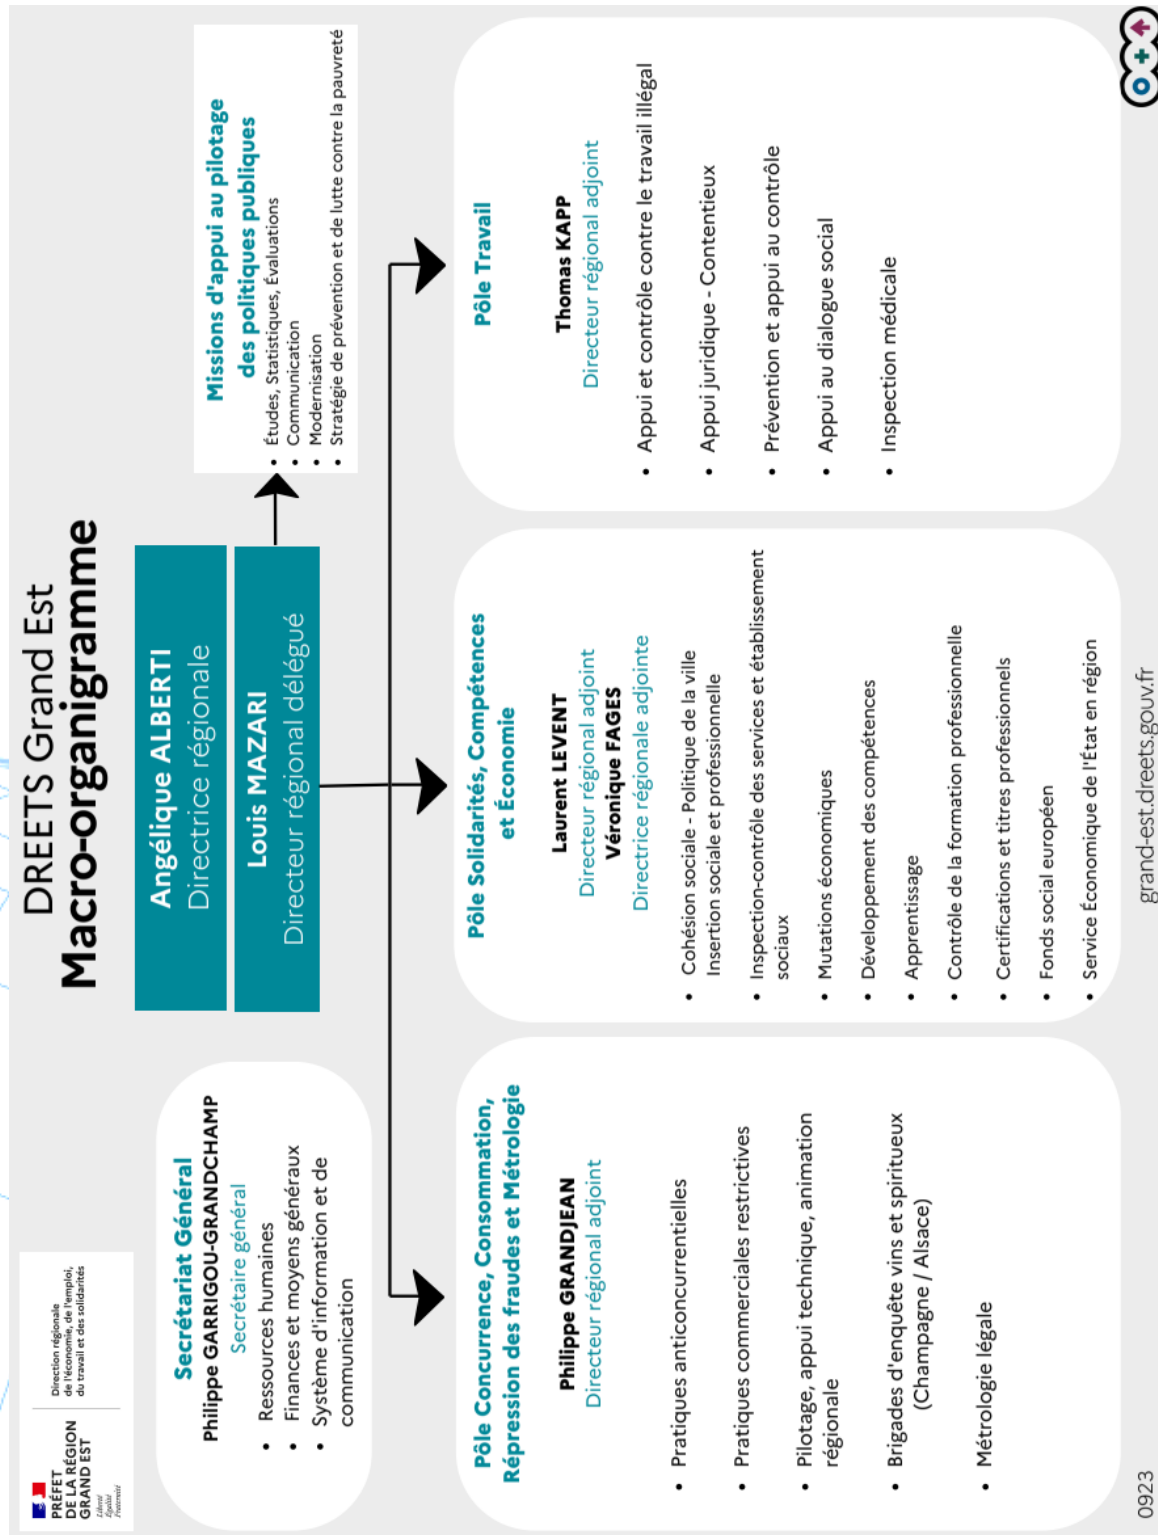 PRÉFET
DE LA RÉGION
GRAND EST
Liberté
Égalité
Fraternité
Direction régionale
de l'économie, de l'emploi,
du travail et des solidarités
DREETS Grand Est
Macro-organigramme
Angélique ALBERTI
Directrice régionale
Louis MAZARI
Directeur régional délégué
Secrétariat Général
Philippe GARRIGOU-GRANDCHAMP
Secrétaire général
• Ressources humaines
• Finances et moyens généraux
• Système d'information et de
communication
Missions d'appui au pilotage
des politiques publiques
• Études, Statistiques, Évaluations
• Communication
• Modernisation
• Stratégie de prévention et de lutte contre la pauvreté
Pôle Concurrence, Consommation,
Répression des fraudes et Métrologie
Philippe GRANDJEAN
Directeur régional adjoint
• Pratiques anticoncurrentielles
• Pratiques commerciales restrictives
• Pilotage, appui technique, animation
régionale
• Brigades d'enquête vins et spiritueux
(Champagne / Alsace)
• Métrologie légale
Pôle Solidarités, Compétences
et Économie
Laurent LEVENT
Directeur régional adjoint
Véronique FAGES
Directrice régionale adjointe
• Cohésion sociale - Politique de la ville
Insertion sociale et professionnelle
• Inspection-contrôle des services et établissement
sociaux
• Mutations économiques
• Développement des compétences
• Apprentissage
• Contrôle de la formation professionnelle
• Certifications et titres professionnels
• Fonds social européen
• Service Économique de l'État en région
Pôle Travail
Thomas KAPP
Directeur régional adjoint
• Appui et contrôle contre le travail illégal
• Appui juridique - Contentieux
• Prévention et appui au contrôle
• Appui au dialogue social
• Inspection médicale
0923
grand-est.dreets.gouv.fr